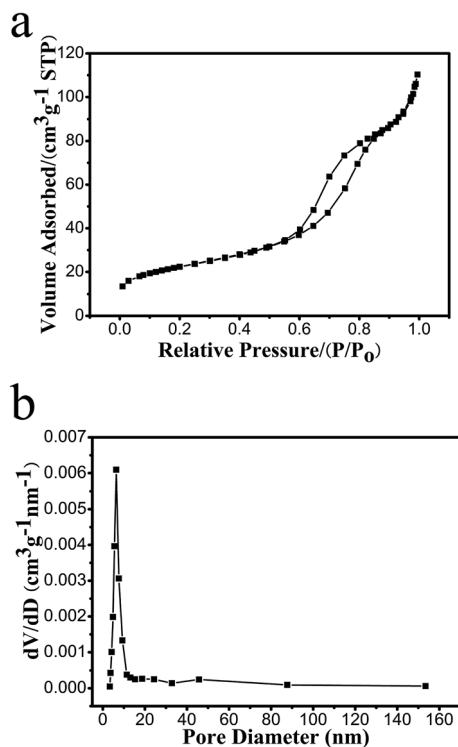 a
120
100
80
60
40
20
0
Volume Adsorbed/(cm³g⁻¹ STP)
0.0 0.2 0.4 0.6 0.8 1.0
Relative Pressure/(P/P₀)
b
0.007
0.006
0.005
0.004
0.003
0.002
0.001
0.000
dV/dD (cm³g⁻¹nm⁻¹)
0 20 40 60 80 100 120 140 160
Pore Diameter (nm)